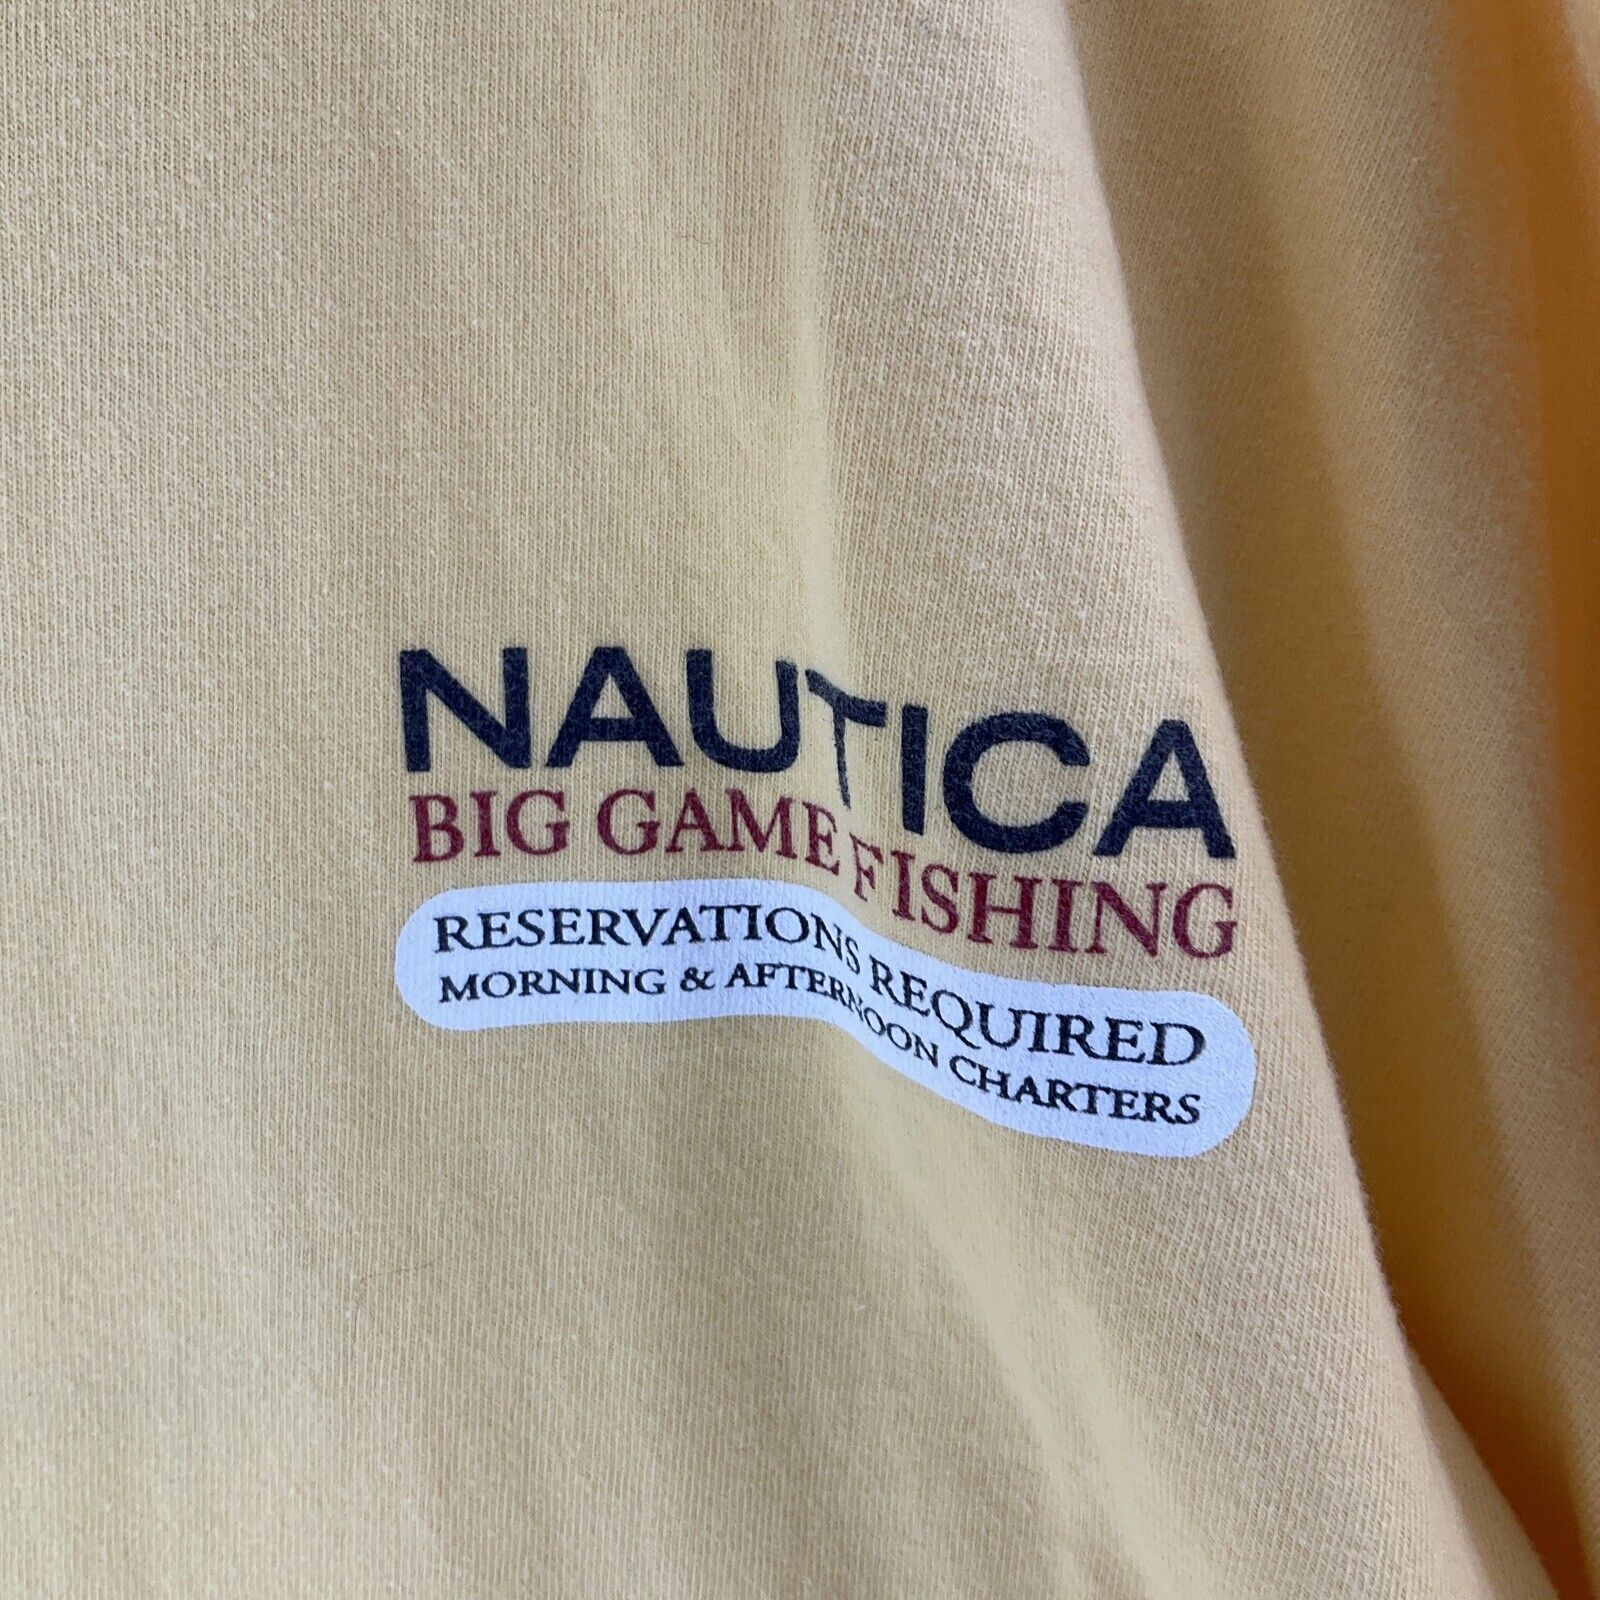 NAUTICA
BIG GAME FISHING
RESERVATIONS REQUIRED
MORNING & AFTERNOON CHARTERS